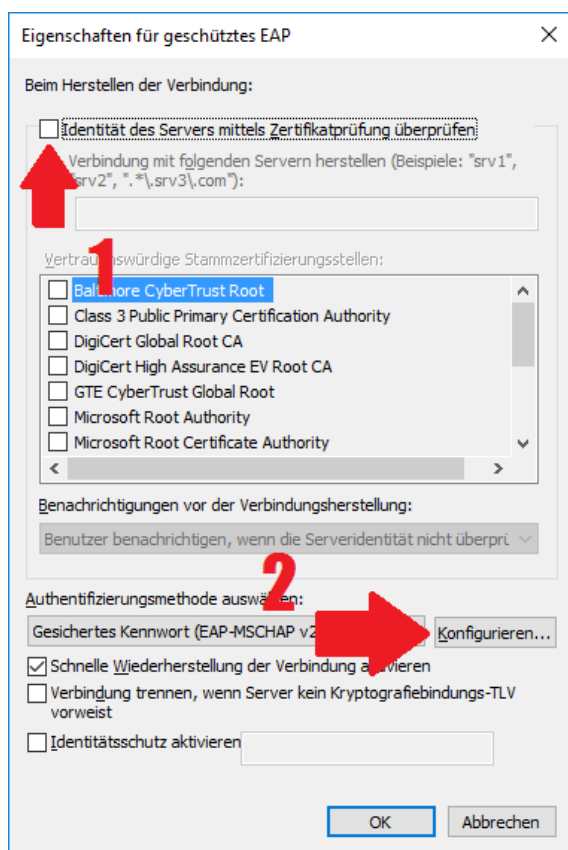 Eigenschaften für geschütztes EAP
Beim Herstellen der Verbindung:
Identität des Servers mittels Zertifikatprüfung überprüfen
Verbindung mit folgenden Servern herstellen (Beispiele: "srv1",
"srv2", ".*\.srv3\.com"):
1
Stammzertifizierungsstellen:
Baltimore CyberTrust Root
Class 3 Public Primary Certification Authority
DigiCert Global Root CA
DigiCert High Assurance EV Root CA
GTE CyberTrust Global Root
Microsoft Root Authority
Microsoft Root Certificate Authority
Benachrichtigungen vor der Verbindungsherstellung:
Benutzer benachrichtigen, wenn die Serveridentität nicht überprü
2
Authentifizierungsmethode auswählen:
Gesichertes Kennwort (EAP-MSCHAP v2
Konfigurieren...
Schnelle Wiederherstellung der Verbindung aktivieren
Verbindung trennen, wenn Server kein Kryptografiebindungs-TLV
vorweist
Identitätsschutz aktivieren
OK
Abbrechen